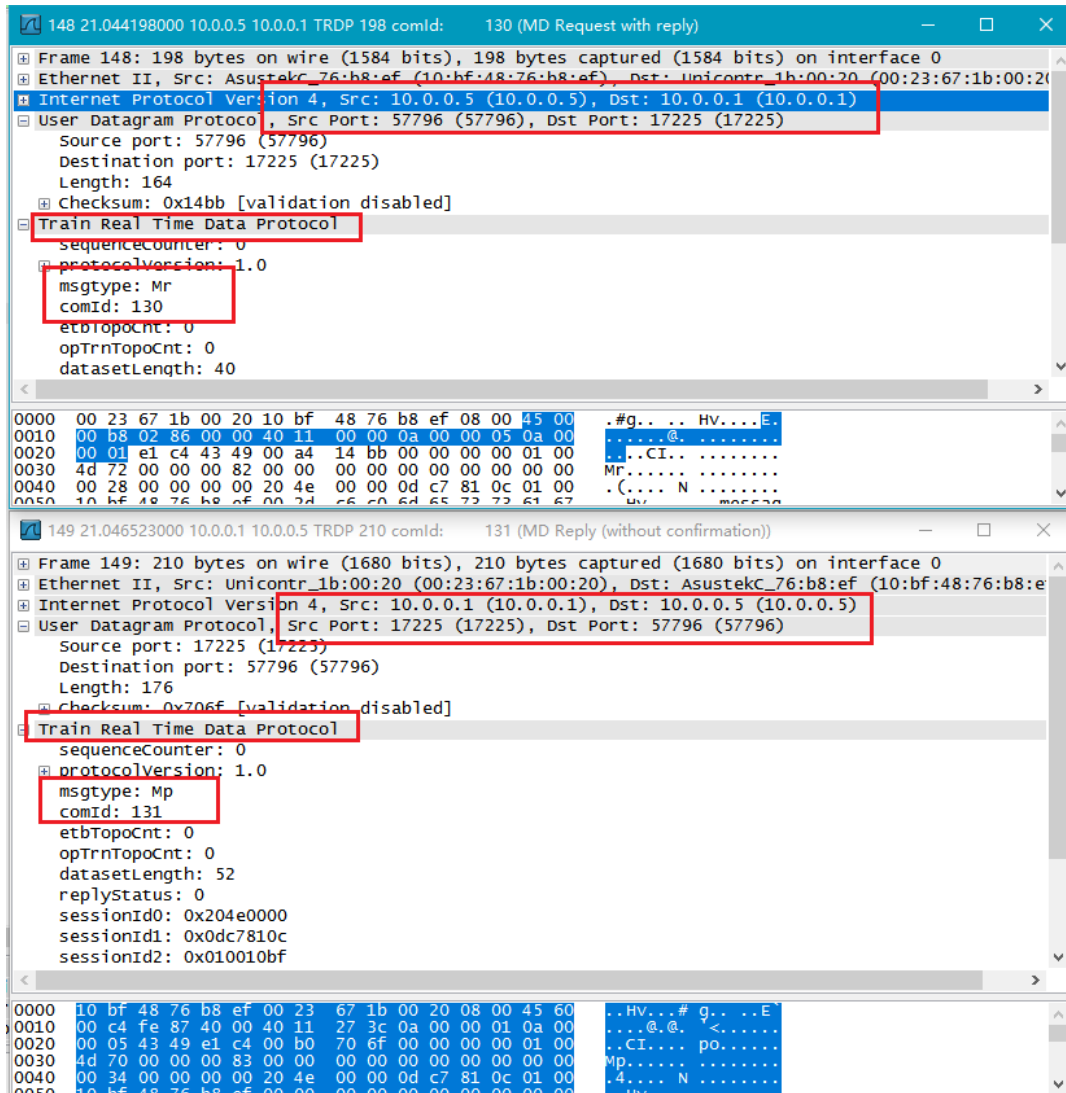 148 21.044198000 10.0.0.5 10.0.0.1 TRDP 198 comId: 130 (MD Request with reply)
Frame 148: 198 bytes on wire (1584 bits), 198 bytes captured (1584 bits) on interface 0
Ethernet II, Src: AsustekC_76:b8:ef (10:bf:48:76:b8:ef), Dst: Unicontr_1b:00:20 (00:23:67:1b:00:20
Internet Protocol Version 4, Src: 10.0.0.5 (10.0.0.5), Dst: 10.0.0.1 (10.0.0.1)
User Datagram Protocol, Src Port: 57796 (57796), Dst Port: 17225 (17225)
Source port: 57796 (57796)
Destination port: 17225 (17225)
Length: 164
Checksum: 0x14bb [validation disabled]
Train Real Time Data Protocol
sequenceCounter: 0
protocolVersion: 1.0
msgtype: Mr
comId: 130
etbTopoCnt: 0
opTrnTopoCnt: 0
datasetLength: 40
0000 00 23 67 1b 00 20 10 bf 48 76 b8 ef 08 00 45 00 .#g.. .. Hv....E.
0010 00 b8 02 86 00 00 40 11 00 00 0a 00 00 05 0a 00 ......@. ........
0020 00 01 e1 c4 43 49 00 a4 14 bb 00 00 00 00 01 00 ....CI.. ........
0030 4d 72 00 00 00 82 00 00 00 00 00 00 00 00 00 00 Mr...... ........
0040 00 28 00 00 00 00 20 4e 00 00 0d c7 81 0c 01 00 .(.... N ........
0050 10 bf 48 76 b8 ef 00 2d c6 c0 6d 65 73 73 61 67 ..Hv...- ..messag
149 21.046523000 10.0.0.1 10.0.0.5 TRDP 210 comId: 131 (MD Reply (without confirmation))
Frame 149: 210 bytes on wire (1680 bits), 210 bytes captured (1680 bits) on interface 0
Ethernet II, Src: Unicontr_1b:00:20 (00:23:67:1b:00:20), Dst: AsustekC_76:b8:ef (10:bf:48:76:b8:e
Internet Protocol Version 4, Src: 10.0.0.1 (10.0.0.1), Dst: 10.0.0.5 (10.0.0.5)
User Datagram Protocol, Src Port: 17225 (17225), Dst Port: 57796 (57796)
Source port: 17225 (17225)
Destination port: 57796 (57796)
Length: 176
Checksum: 0x706f [validation disabled]
Train Real Time Data Protocol
sequenceCounter: 0
protocolVersion: 1.0
msgtype: Mp
comId: 131
etbTopoCnt: 0
opTrnTopoCnt: 0
datasetLength: 52
replyStatus: 0
sessionId0: 0x204e0000
sessionId1: 0x0dc7810c
sessionId2: 0x010010bf
0000 10 bf 48 76 b8 ef 00 23 67 1b 00 20 08 00 45 60 ..Hv...# g.. ..E`
0010 00 c4 fe 87 40 00 40 11 27 3c 0a 00 00 01 0a 00 ....@.@. '<......
0020 00 05 43 49 e1 c4 00 b0 70 6f 00 00 00 00 01 00 ..CI.... po......
0030 4d 70 00 00 00 83 00 00 00 00 00 00 00 00 00 00 Mp...... ........
0040 00 34 00 00 00 00 20 4e 00 00 0d c7 81 0c 01 00 .4.... N ........